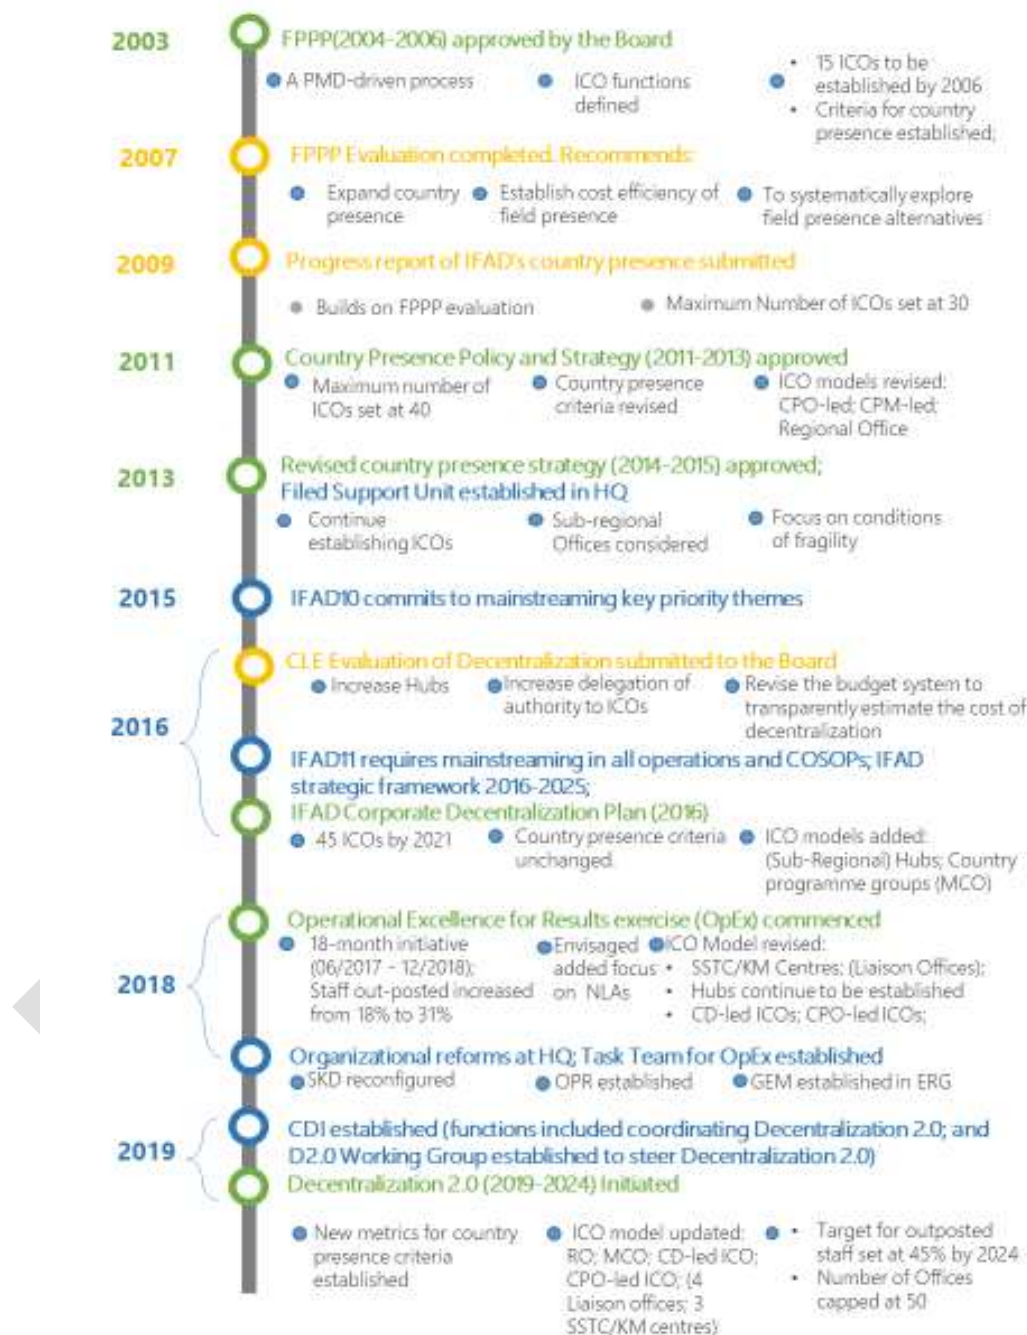 2003
FPPP(2004-2006) approved by the Board
A PMD-driven process
ICO functions
defined
• 15 ICOs to be
established by 2006
• Criteria for country
presence established;
2007
FPPP Evaluation completed. Recommends:
Expand country
presence
Establish cost efficiency of
field presence
To systematically explore
field presence alternatives
2009
Progress report of IFAD's country presence submitted
Builds on FPPP evaluation
Maximum Number of ICOs set at 30
2011
Country Presence Policy and Strategy (2011-2013) approved
Maximum number of
ICOs set at 40
Country presence
criteria revised
ICO models revised:
CPO-led; CPM-led;
Regional Office
2013
Revised country presence strategy (2014-2015) approved;
Filed Support Unit established in HQ
Continue
establishing ICOs
Sub-regional
Offices considered
Focus on conditions
of fragility
2015
IFAD10 commits to mainstreaming key priority themes
2016
CLE Evaluation of Decentralization submitted to the Board
Increase Hubs
Increase delegation of
authority to ICOs
Revise the budget system to
transparently estimate the cost of
decentralization
IFAD11 requires mainstreaming in all operations and COSOPs; IFAD
strategic framework 2016-2025;
IFAD Corporate Decentralization Plan (2016)
45 ICOs by 2021
Country presence criteria
unchanged.
ICO models added:
(Sub-Regional) Hubs; Country
programme groups (MCO)
2018
Operational Excellence for Results exercise (OpEx) commenced
18-month initiative
(06/2017 - 12/2018);
Staff out-posted increased
from 18% to 31%
Envisaged
added focus
on NLAs
ICO Model revised:
• SSTC/KM Centres; (Liaison Offices);
• Hubs continue to be established
• CD-led ICOs; CPO-led ICOs;
Organizational reforms at HQ; Task Team for OpEx established
SKD reconfigured
OPR established
GEM established in ERG
2019
CDI established (functions included coordinating Decentralization 2.0; and
D2.0 Working Group established to steer Decentralization 2.0)
Decentralization 2.0 (2019-2024) Initiated
New metrics for country
presence criteria
established
ICO model updated:
RO; MCO; CD-led ICO;
CPO-led ICO; (4
Liaison offices; 3
SSTC/KM centres)
• Target for outposted
staff set at 45% by 2024
• Number of Offices
capped at 50